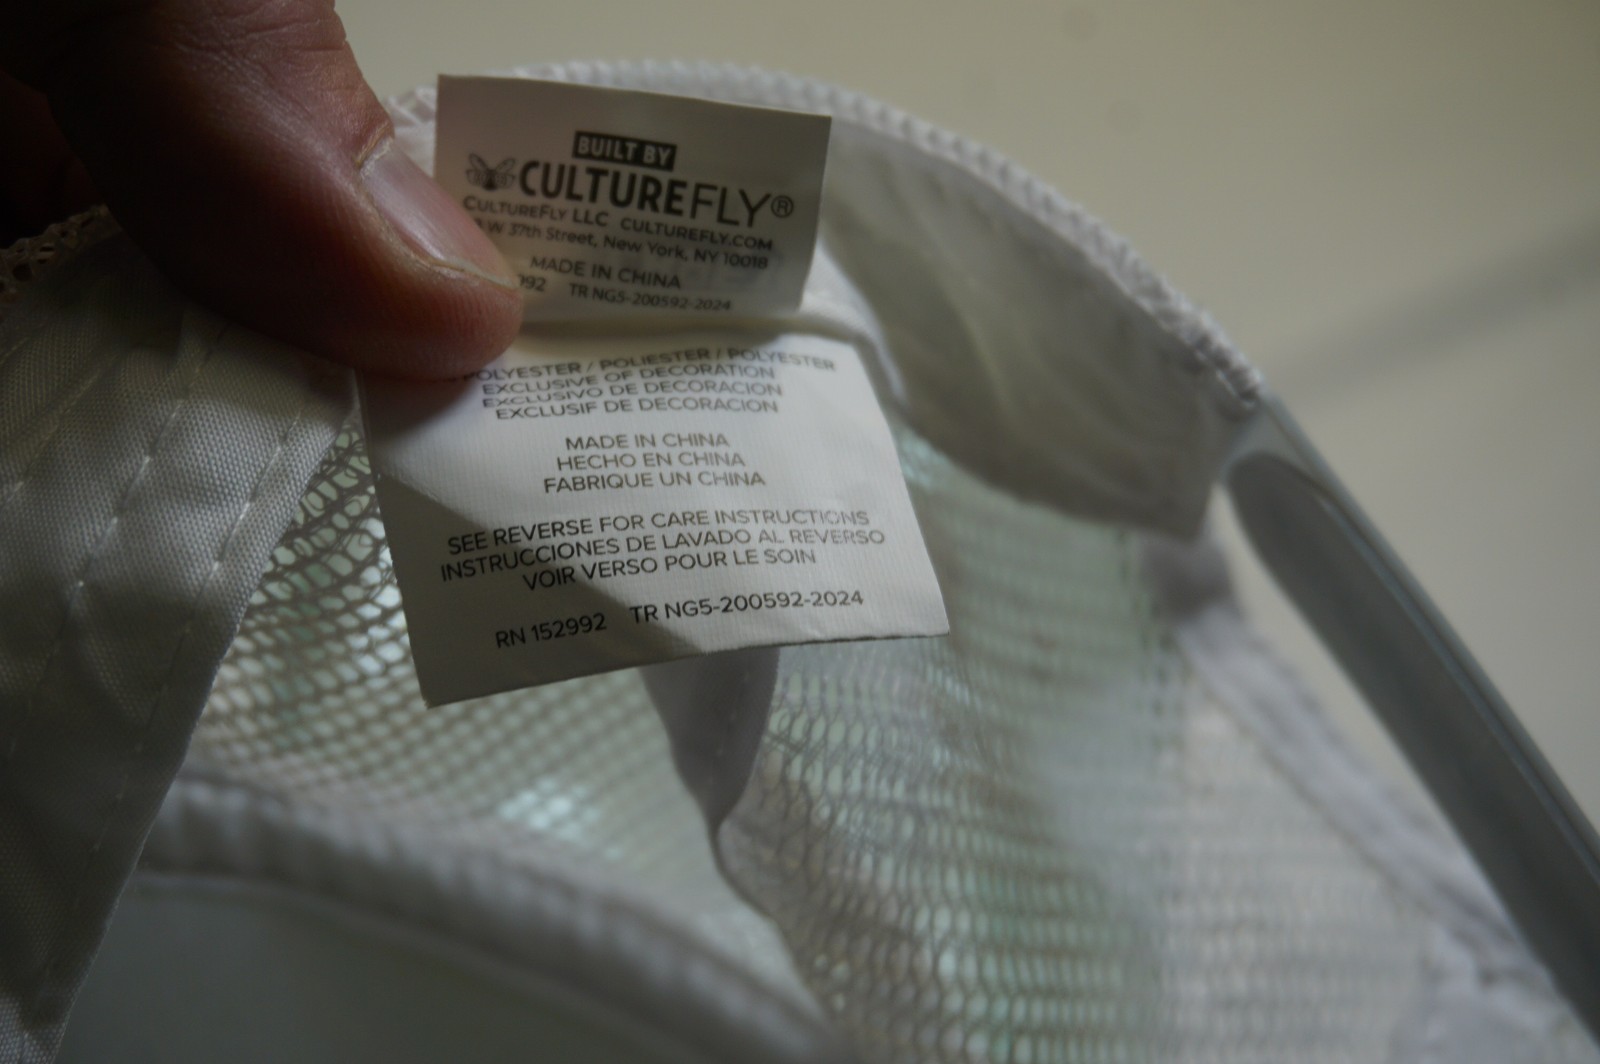 BUILT BY
CULTUREFLY®
CULTUREFLY LLC CULTUREFLY.COM
W 37th Street, New York, NY 10018
MADE IN CHINA
992 TR NG5-200592-2024
POLYESTER / POLIESTER / POLYESTER
EXCLUSIVE OF DECORATION
EXCLUSIVO DE DECORACION
EXCLUSIF DE DECORACION
MADE IN CHINA
HECHO EN CHINA
FABRIQUE UN CHINA
SEE REVERSE FOR CARE INSTRUCTIONS
INSTRUCCIONES DE LAVADO AL REVERSO
VOIR VERSO POUR LE SOIN
RN 152992 TR NG5-200592-2024